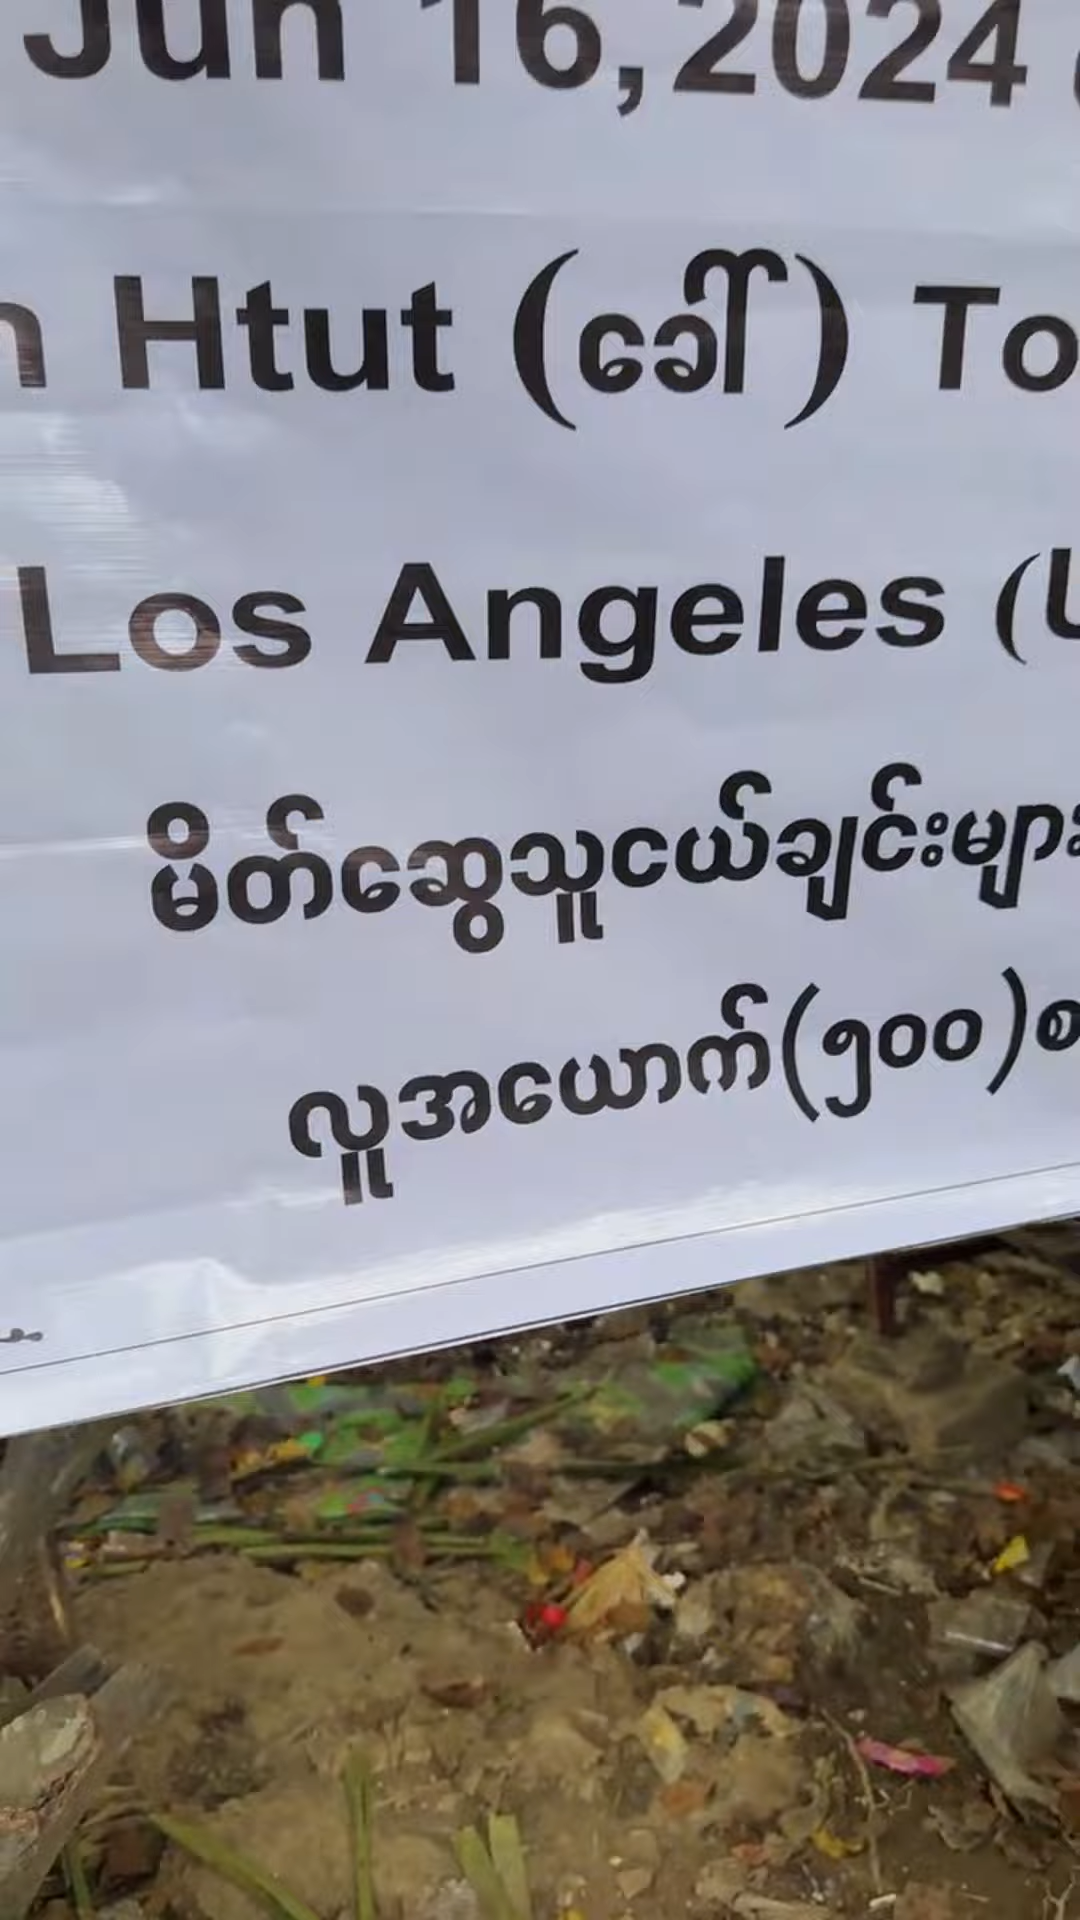 Jun 16,2024
Htut (ခေါ်) To
Los Angeles (
မိတ်ဆွေသူငယ်ချင်းများ
လူအယောက်(၅၀၀)